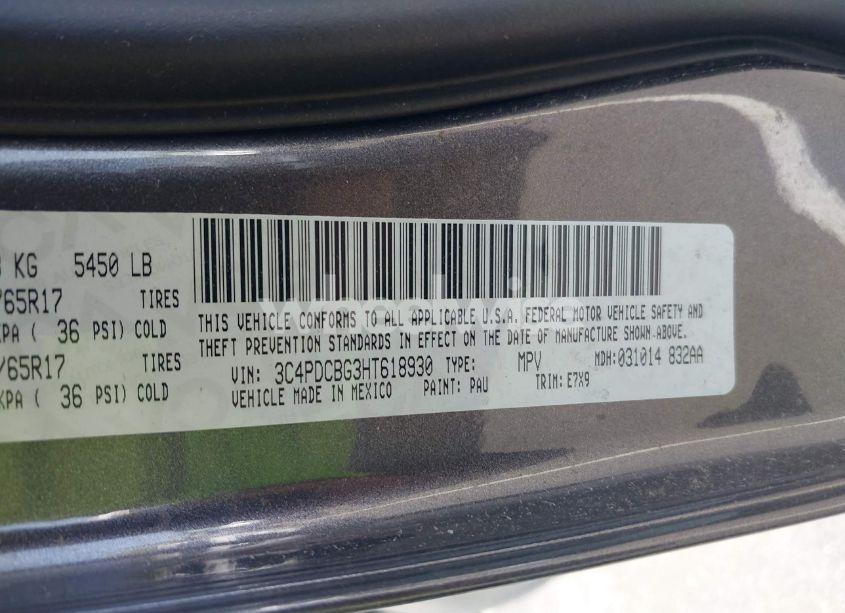 KG 5450 LB
/65R17 TIRES
KPA ( 36 PSI) COLD
/65R17 TIRES
KPA ( 36 PSI) COLD
THIS VEHICLE CONFORMS TO ALL APPLICABLE U.S.A. FEDERAL MOTOR VEHICLE SAFETY AND
THEFT PREVENTION STANDARDS IN EFFECT ON THE DATE OF MANUFACTURE SHOWN ABOVE.
VIN: 3C4PDCBG3HT618930 TYPE: MPV MDH: 031014 832AA
VEHICLE MADE IN MEXICO PAINT: PAU TRIM: E7X9